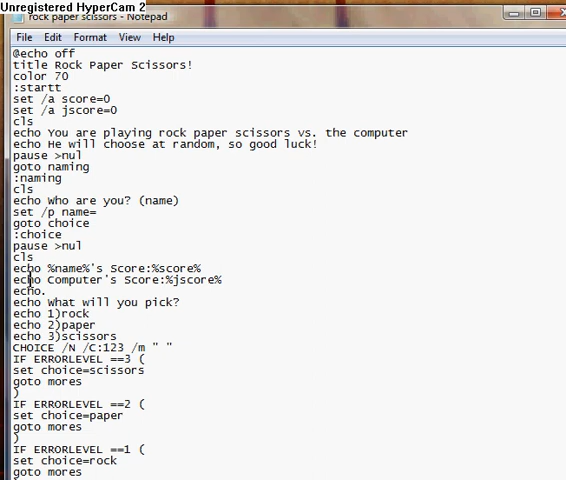 Unregistered HyperCam 2
rock paper scissors - Notepad
File Edit Format View Help
@echo off
title Rock Paper Scissors!
color 70
:startt
set /a score=0
set /a jscore=0
cls
echo You are playing rock paper scissors vs. the computer
echo He will choose at random, so good luck!
pause >nul
goto naming
:naming
cls
echo Who are you? (name)
set /p name=
goto choice
:choice
pause >nul
cls
echo %name%'s Score:%score%
echo Computer's Score:%jscore%
echo.
echo What will you pick?
echo 1)rock
echo 2)paper
echo 3)scissors
CHOICE /N /C:123 /m " "
IF ERRORLEVEL ==3 (
set choice=scissors
goto mores
)
IF ERRORLEVEL ==2 (
set choice=paper
goto mores
)
IF ERRORLEVEL ==1 (
set choice=rock
goto mores